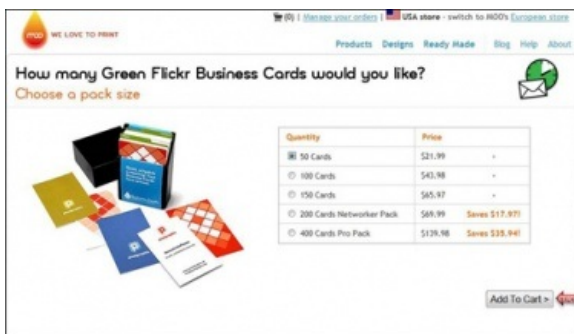 (0) | Manage your orders | USA store - switch to MOO's European store
MOO WE LOVE TO PRINT
Products Designs Ready Made Blog Help About
How many Green Flickr Business Cards would you like?
Choose a pack size
Quantity Price
50 Cards $21.99 -
100 Cards $43.98 -
150 Cards $65.97 -
200 Cards Networker Pack $69.99 Saves $17.97!
400 Cards Pro Pack $139.98 Saves $35.94!
Add To Cart >